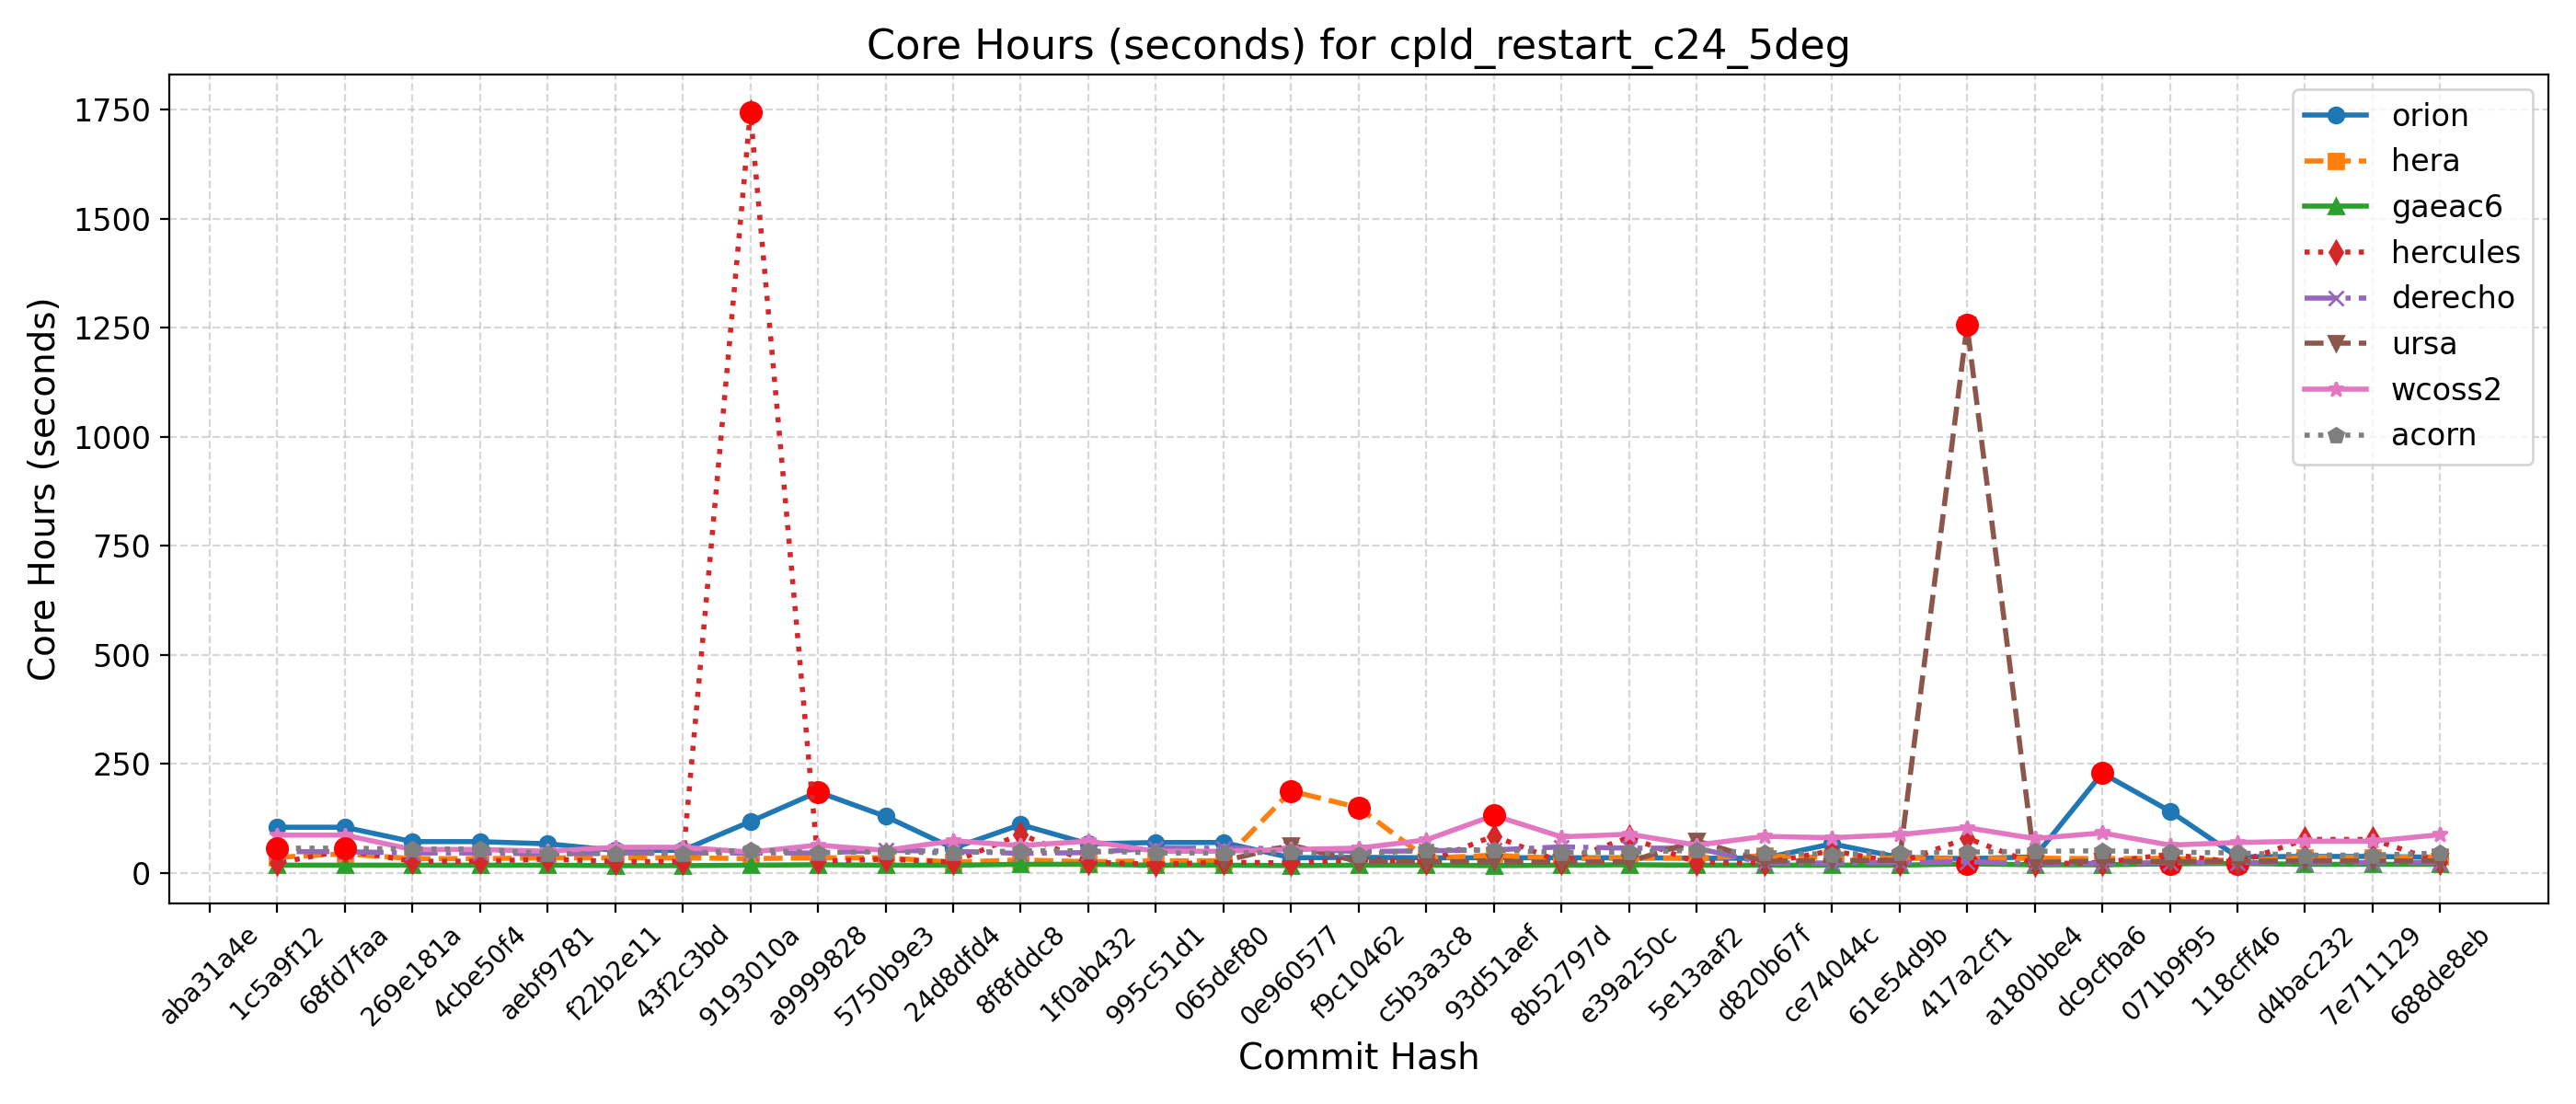 Core Hours (seconds) for cpld_restart_c24_5deg
Core Hours (seconds)
1750
1500
1250
1000
750
500
250
0
orion
hera
gaeac6
hercules
derecho
ursa
wcoss2
acorn
aba31a4e
1c5a9f12
68fd7faa
269e181a
4cbe50f4
aebf9781
f22b2e11
43f2c3bd
9193010a
a9999828
5750b9e3
24d8dfd4
8f8fddc8
1f0ab432
995c51d1
065def80
0e960577
f9c10462
c5b3a3c8
93d51aef
8b52797d
e39a250c
5e13aaf2
d820b67f
ce74044c
61e54d9b
417a2cf1
a180bbe4
dc9cfba6
071b9f95
118cff46
d4bac232
7e711129
688de8eb
Commit Hash